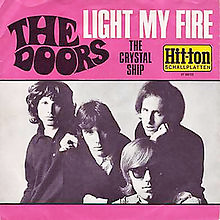 THE DOORS
LIGHT MY FIRE
THE CRYSTAL SHIP
Hit-ton
SCHALLPLATTEN